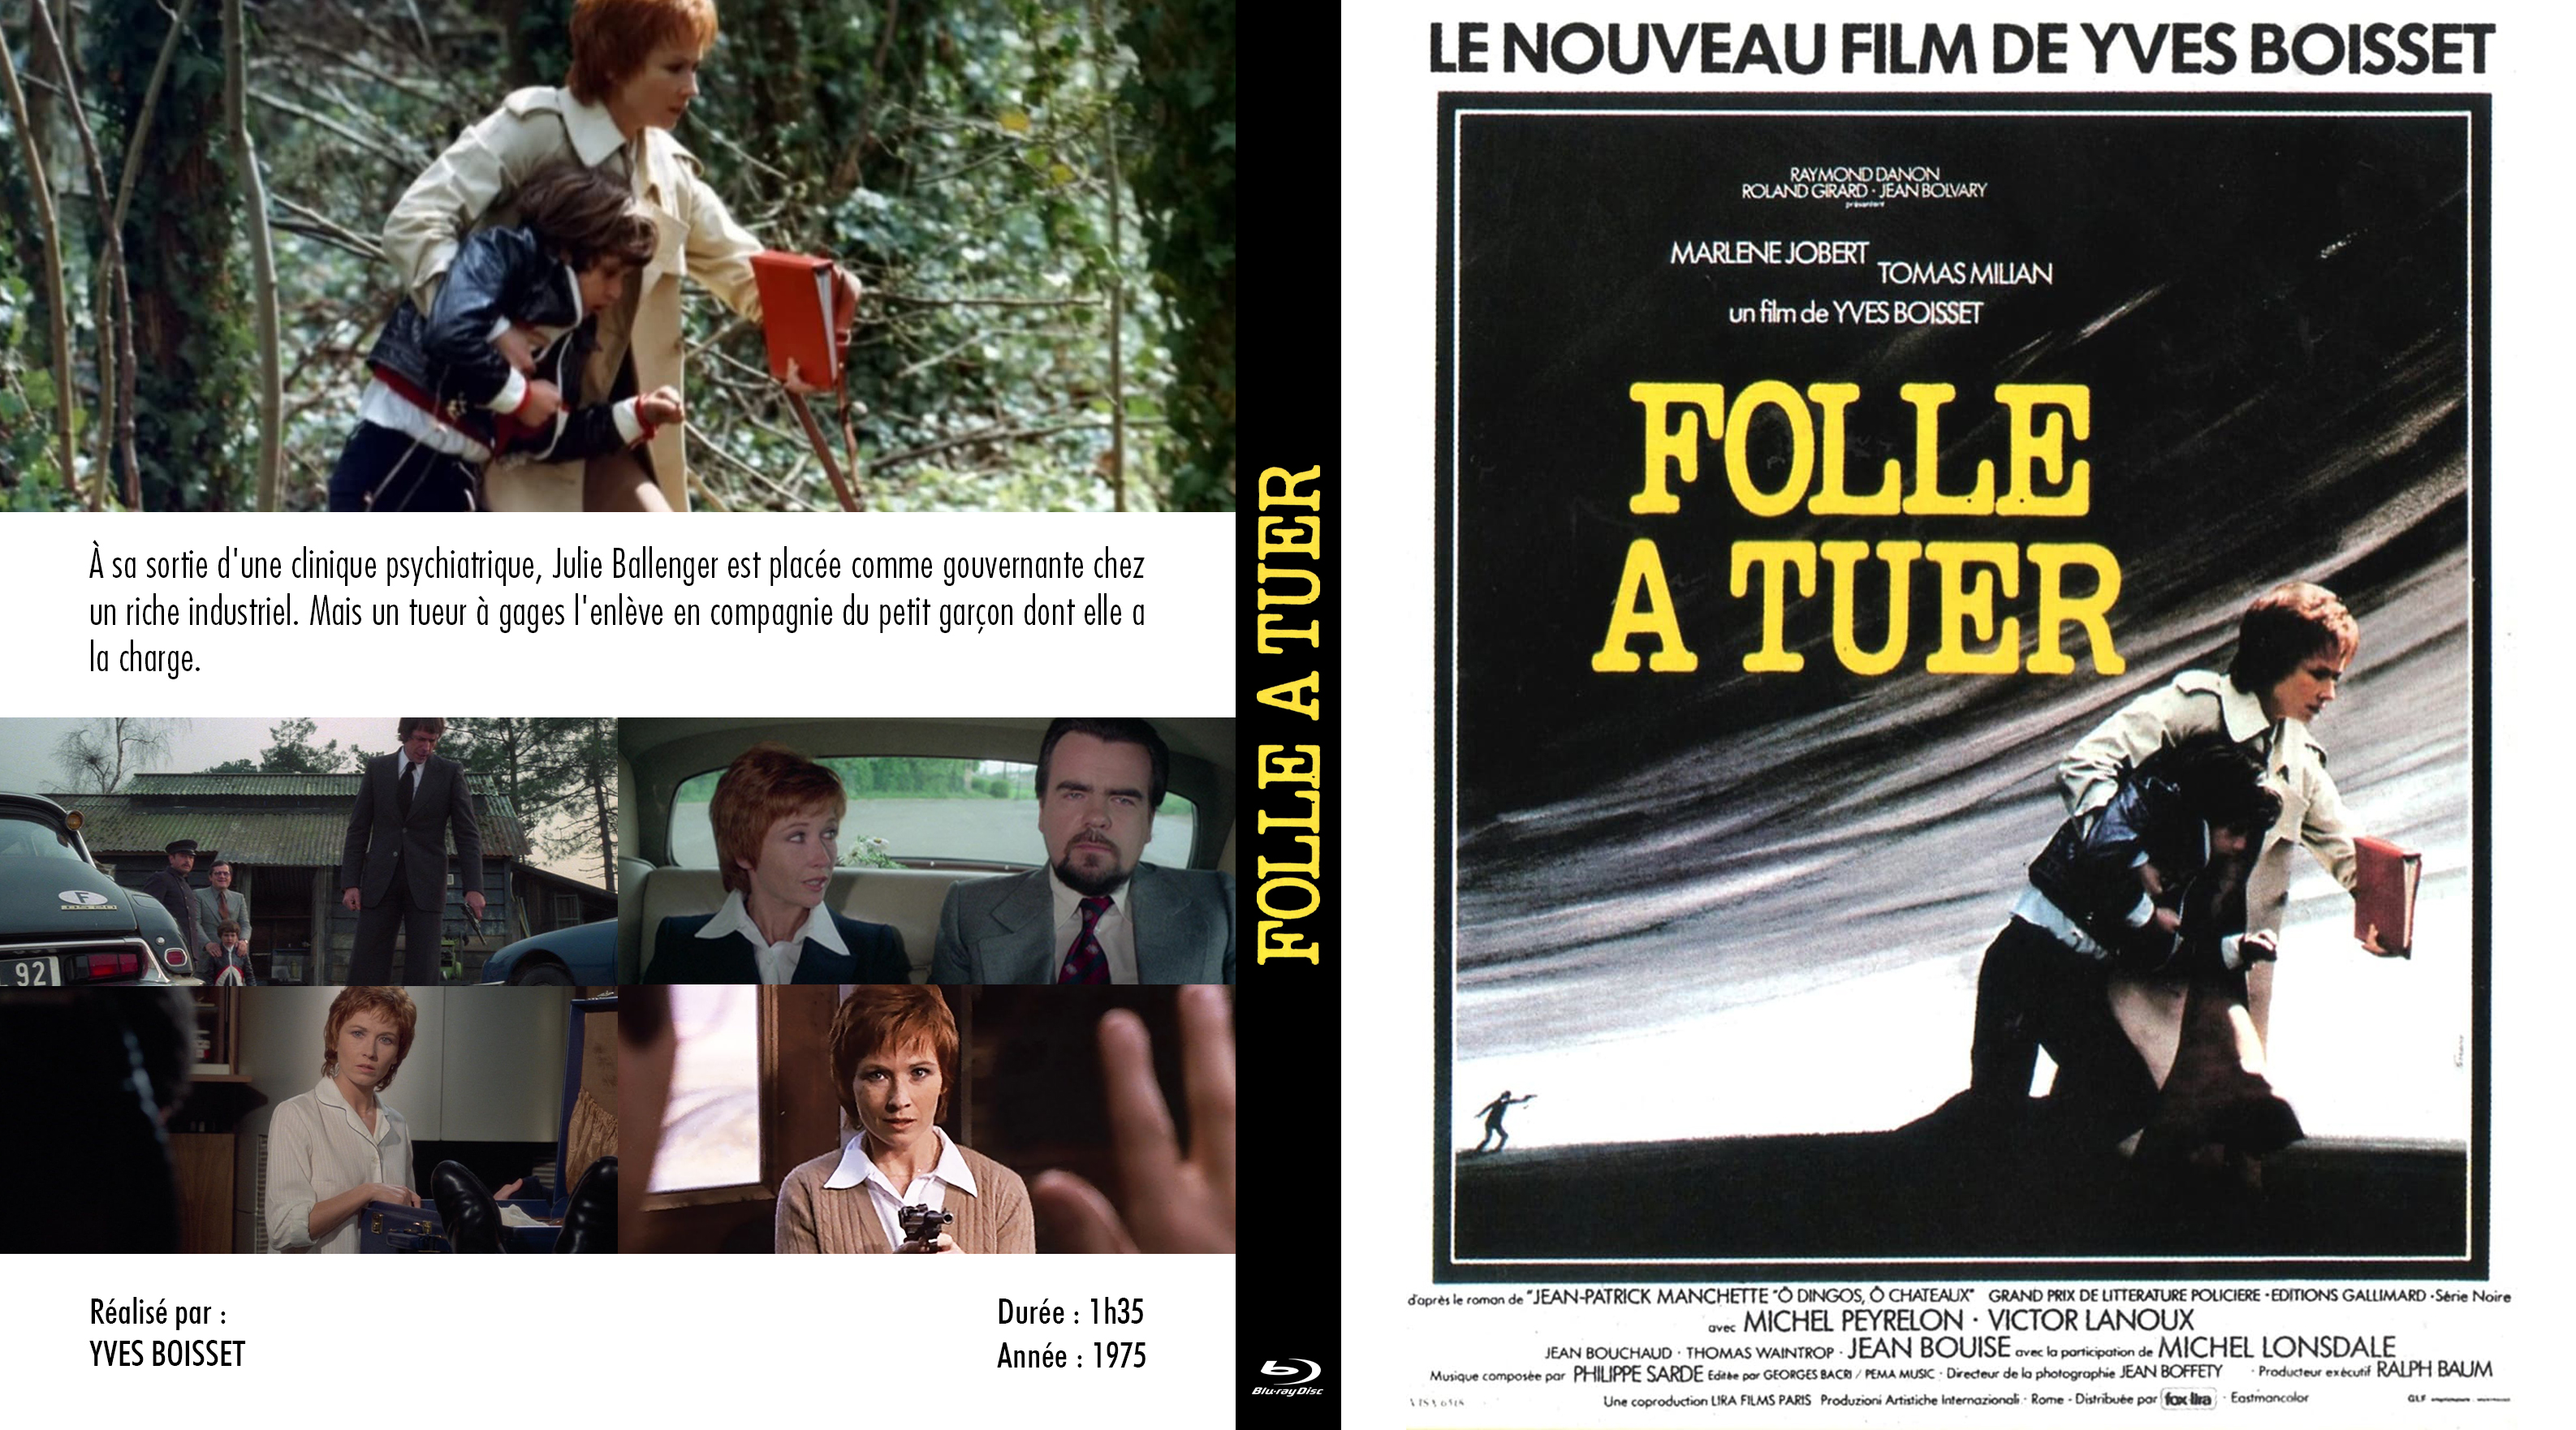 À sa sortie d'une clinique psychiatrique, Julie Ballenger est placée comme gouvernante chez
un riche industriel. Mais un tueur à gages l'enlève en compagnie du petit garçon dont elle a
la charge.
F
92
Réalisé par :
YVES BOISSET
Durée : 1h35
Année : 1975
FOLLE A TUER
Blu-ray Disc
LE NOUVEAU FILM DE YVES BOISSET
RAYMOND DANON
ROLAND GIRARD · JEAN BOLVARY
présentent
MARLENE JOBERT
TOMAS MILIAN
un film de YVES BOISSET
FOLLE
A TUER
d'après le roman de "JEAN-PATRICK MANCHETTE "Ô DINGOS, Ô CHATEAUX" GRAND PRIX DE LITTERATURE POLICIERE · EDITIONS GALLIMARD · Série Noire
avec MICHEL PEYRELON · VICTOR LANOUX
JEAN BOUCHAUD · THOMAS WAINTROP · JEAN BOUISE avec la participation de MICHEL LONSDALE
Musique composée par PHILIPPE SARDE Editée par GEORGES BACRI / PEMA MUSIC · Directeur de la photographie JEAN BOFFETY · Producteur exécutif RALPH BAUM
Une coproduction LIRA FILMS PARIS Produzioni Artistiche Internazionali · Rome - Distribuée par fox-lira · Eastmancolor